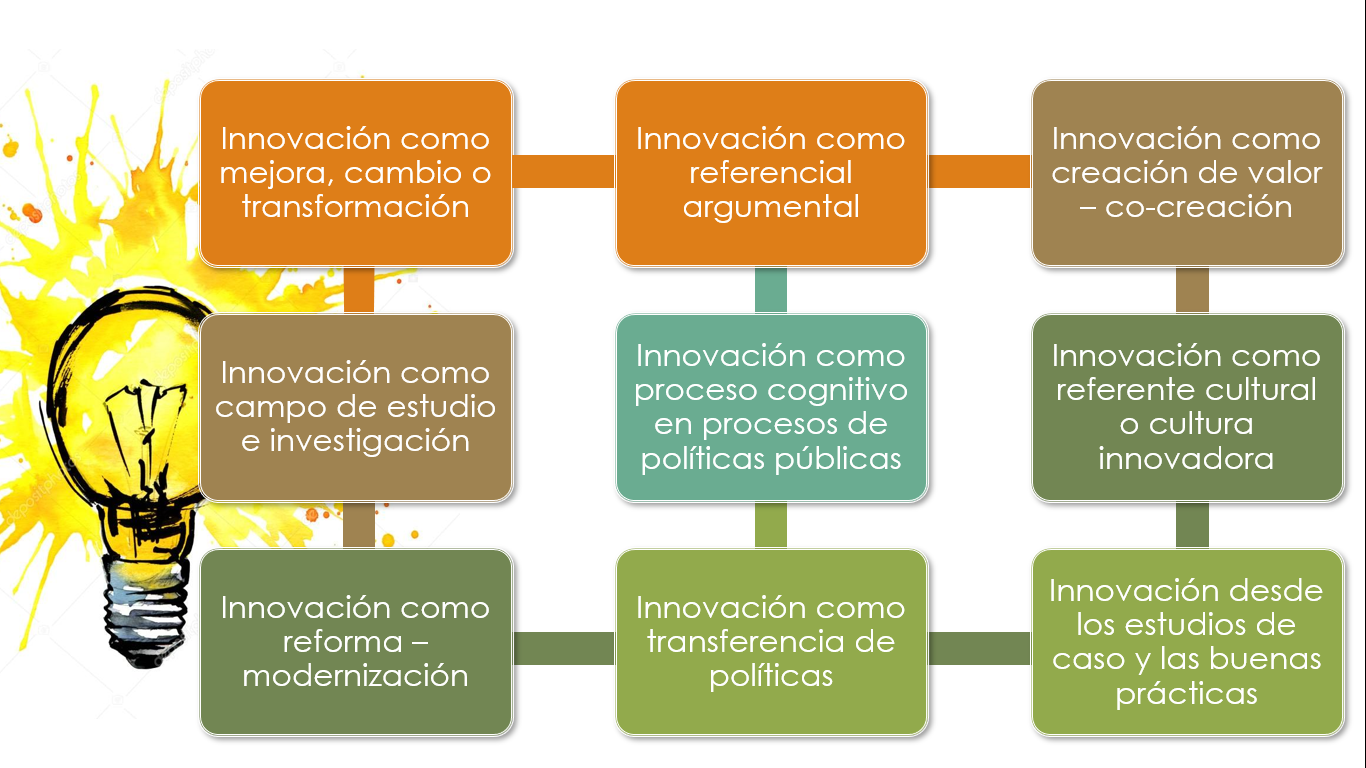 Innovación como
mejora, cambio o
transformación
Innovación como
referencial
argumental
Innovación como
creación de valor
– co-creación
Innovación como
campo de estudio
e investigación
Innovación como
proceso cognitivo
en procesos de
políticas públicas
Innovación como
referente cultural
o cultura
innovadora
Innovación como
reforma –
modernización
Innovación como
transferencia de
políticas
Innovación desde
los estudios de
caso y las buenas
prácticas